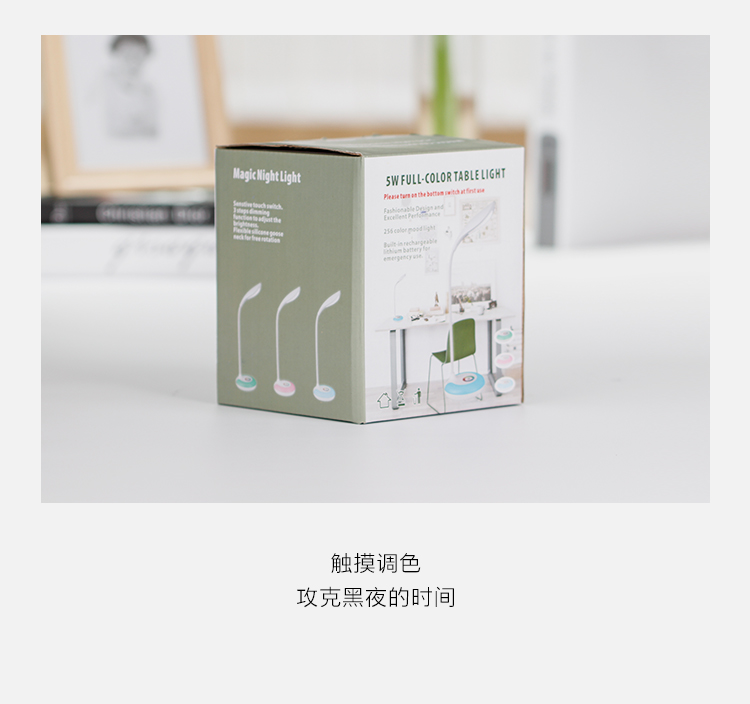 Magic Night Light
Sensitive touch switch.
3 steps dimming
function to adjust the
brightness.
Flexible silicone goose
neck for free rotation
5W FULL-COLOR TABLE LIGHT
Please turn on the bottom switch at first use
Fashionable Design and
Excellent Performance
256 color mood light
Built-in rechargeable
lithium battery for
emergency use.
触摸调色
攻克黑夜的时间